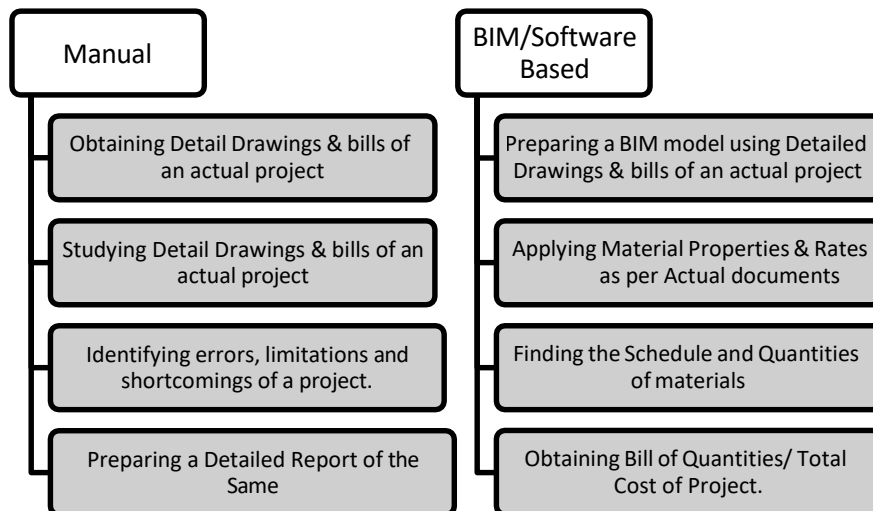 Manual
Obtaining Detail Drawings & bills of
an actual project
Studying Detail Drawings & bills of an
actual project
Identifying errors, limitations and
shortcomings of a project.
Preparing a Detailed Report of the
Same
BIM/Software
Based
Preparing a BIM model using Detailed
Drawings & bills of an actual project
Applying Material Properties & Rates
as per Actual documents
Finding the Schedule and Quantities
of materials
Obtaining Bill of Quantities/ Total
Cost of Project.